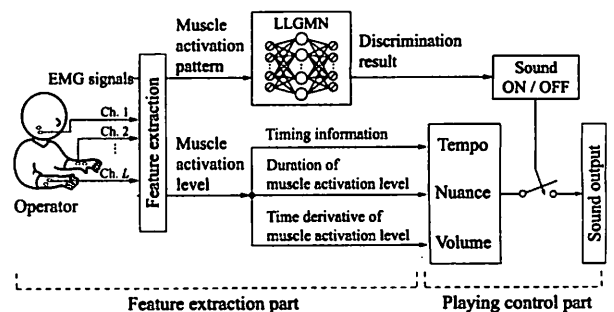 Muscle
activation
pattern
LLGMN
Discrimination
result
EMG signals
Sound
ON / OFF
Ch. 1
Ch. 2
Ch. L
Operator
Feature extraction
Muscle
activation
level
Timing information
Duration of
muscle activation level
Time derivative of
muscle activation level
Tempo
Nuance
Volume
Sound output
Feature extraction part
Playing control part